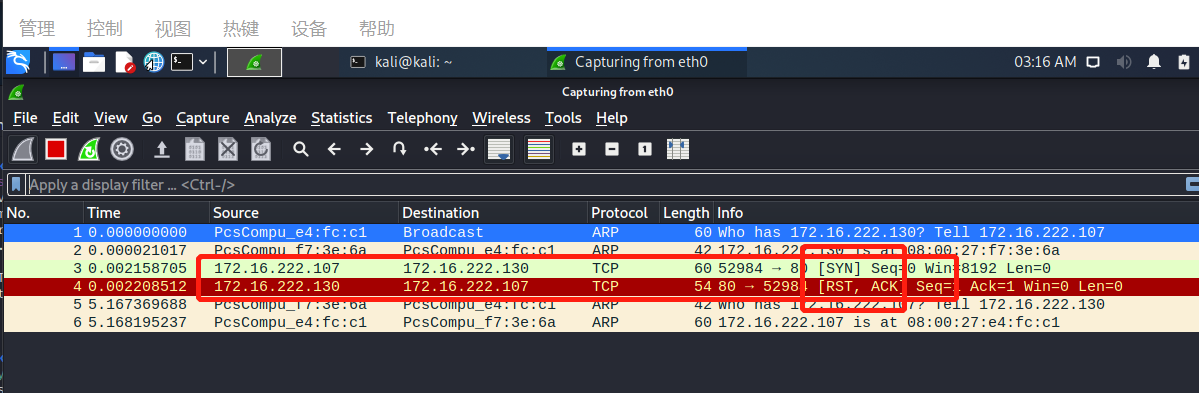 管理 控制 视图 热键 设备 帮助
kali@kali: ~ Capturing from eth0 03:16 AM
Capturing from eth0
File Edit View Go Capture Analyze Statistics Telephony Wireless Tools Help
Apply a display filter ... <Ctrl-/>
No. Time Source Destination Protocol Length Info
1 0.000000000 PcsCompu_e4:fc:c1 Broadcast ARP 60 Who has 172.16.222.130? Tell 172.16.222.107
2 0.000021017 PcsCompu_f7:3e:6a PcsCompu_e4:fc:c1 ARP 42 172.16.222.130 is at 08:00:27:f7:3e:6a
3 0.002158705 172.16.222.107 172.16.222.130 TCP 60 52984 → 80 [SYN] Seq=0 Win=8192 Len=0
4 0.002208512 172.16.222.130 172.16.222.107 TCP 54 80 → 52984 [RST, ACK] Seq=1 Ack=1 Win=0 Len=0
5 5.167369688 PcsCompu_f7:3e:6a PcsCompu_e4:fc:c1 ARP 42 Who has 172.16.222.107? Tell 172.16.222.130
6 5.168195237 PcsCompu_e4:fc:c1 PcsCompu_f7:3e:6a ARP 60 172.16.222.107 is at 08:00:27:e4:fc:c1